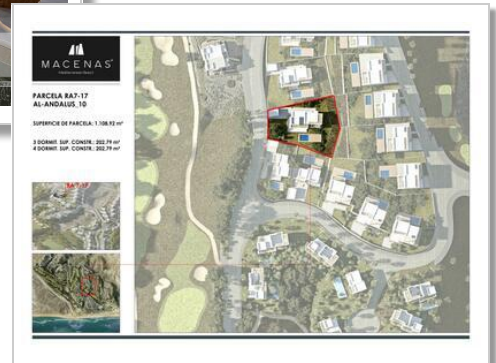 MACENAS
PARCELA RA7-17
AL-ANDALUS_10
SUPERFICIE DE PARCELA: 1.108,92 m²
3 DORMIT. SUP. CONSTR.: 202,79 m²
4 DORMIT. SUP. CONSTR.: 202,79 m²